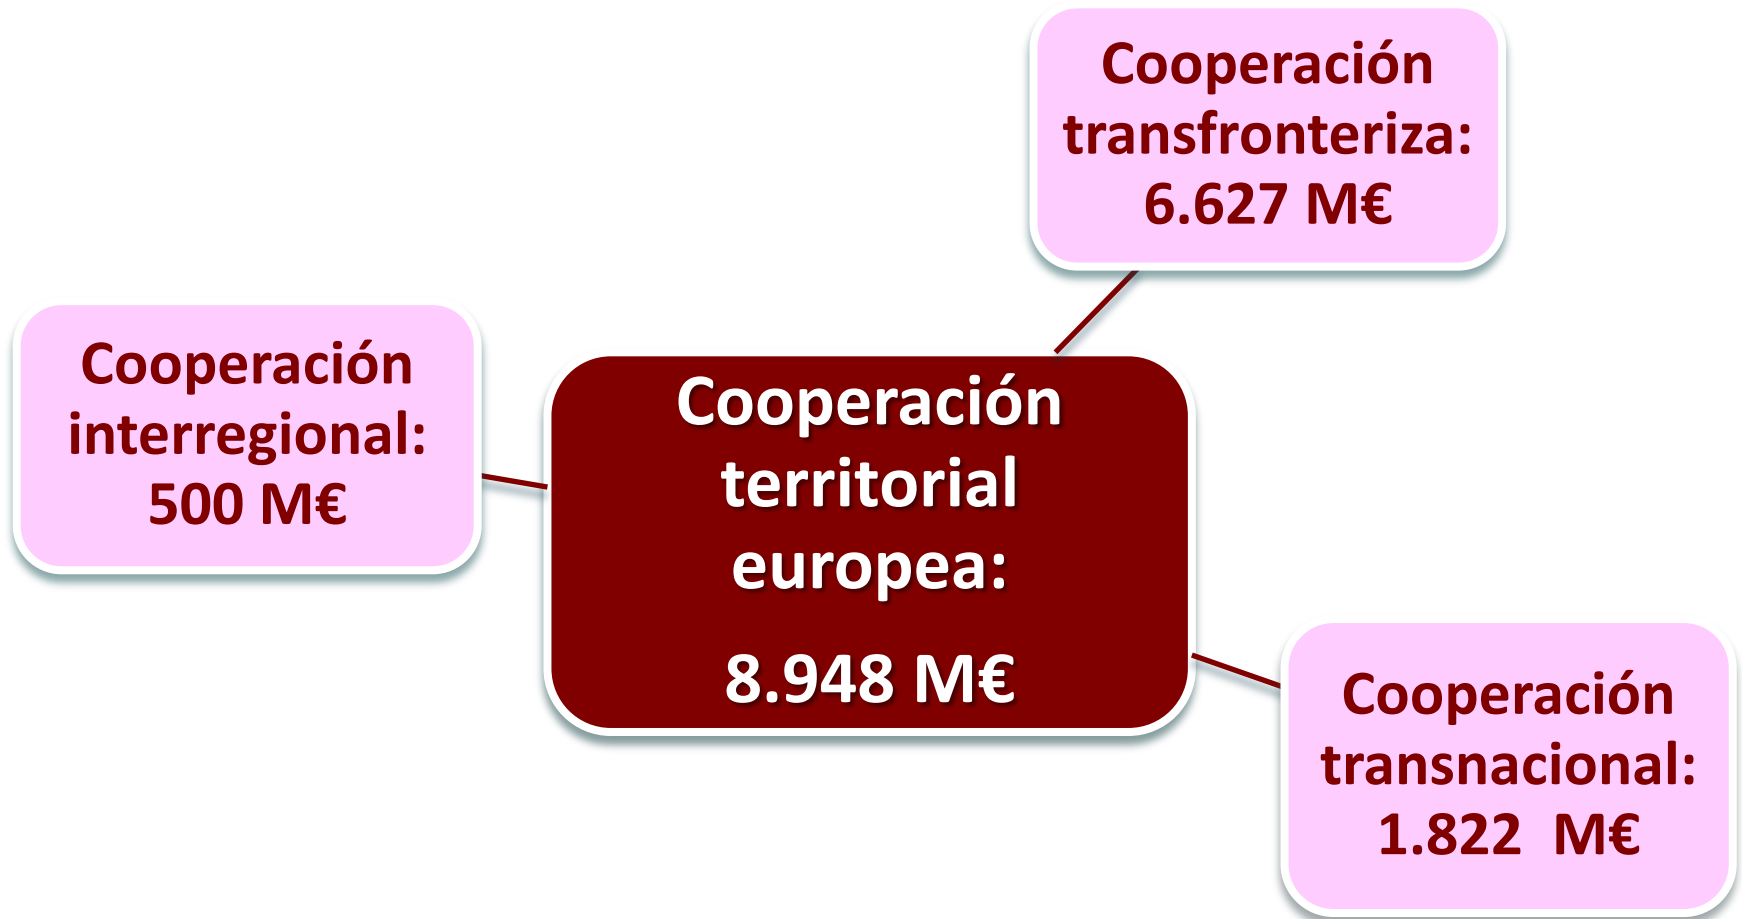 Cooperación
transfronteriza:
6.627 M€
Cooperación
interregional:
500 M€
Cooperación
territorial
europea:
8.948 M€
Cooperación
transnacional:
1.822  M€